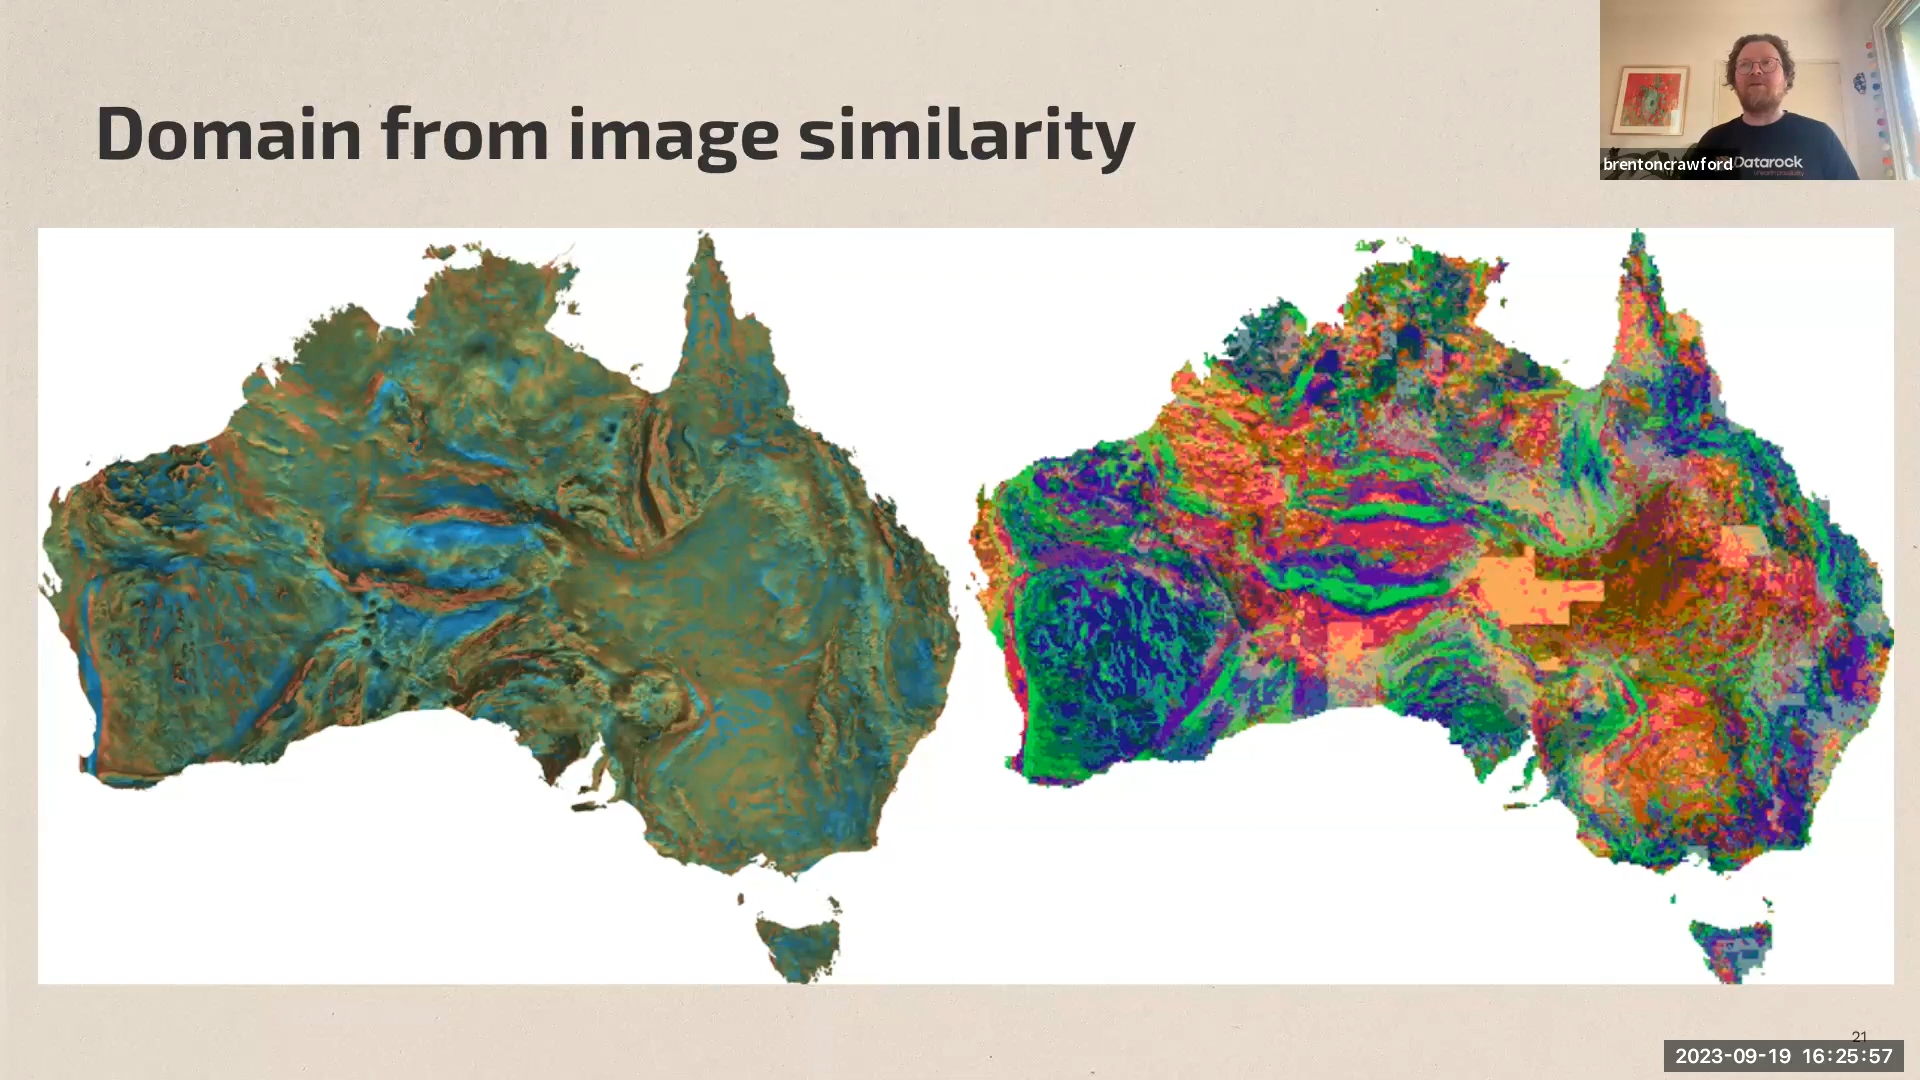 Domain from image similarity
brentoncrawford
Datarock
21
2023-09-19 16:25:57